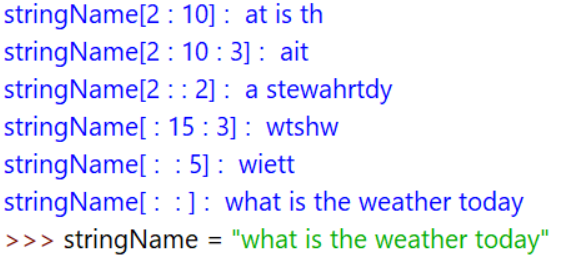 stringName[2 : 10] :  at is th
stringName[2 : 10 : 3] :  ait
stringName[2 : : 2] :  a stewahrtdy
stringName[ : 15 : 3] :  wtshw
stringName[ :  : 5] :  wiett
stringName[ :  : ] :  what is the weather today
>>> stringName = "what is the weather today"